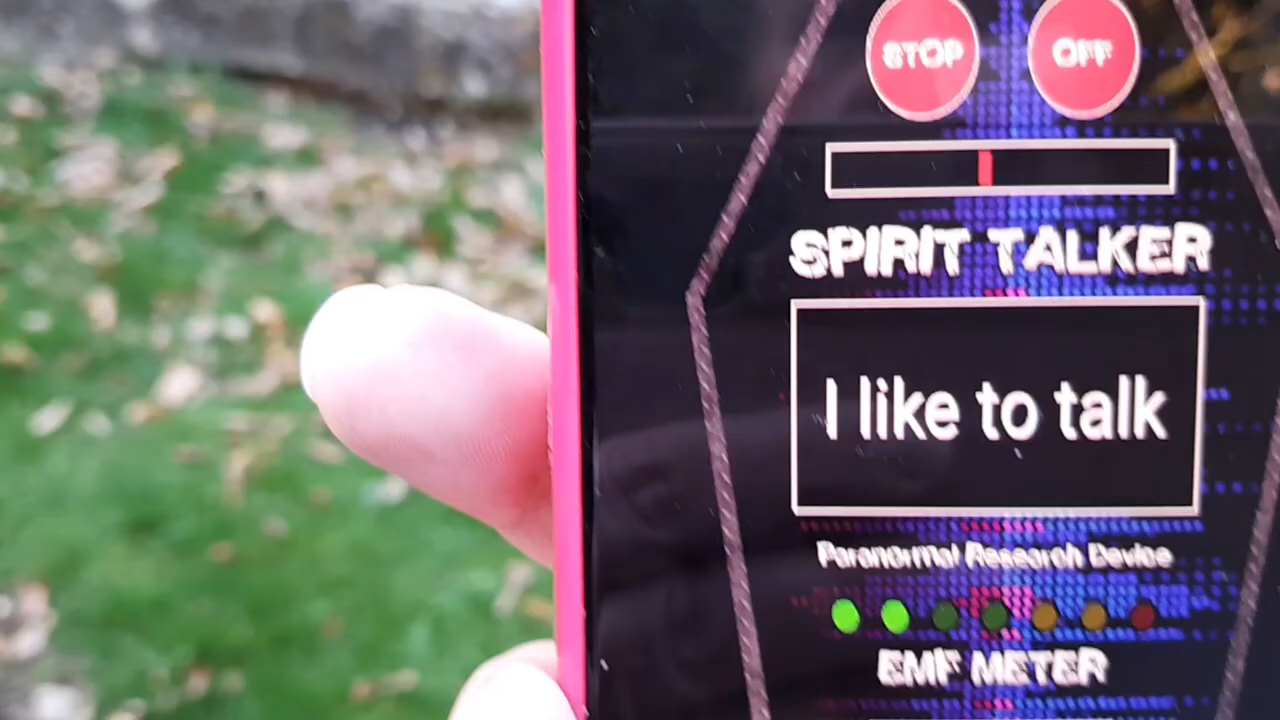 STOP OFF
SPIRIT TALKER
I like to talk
Paranormal Research Device
EMF METER